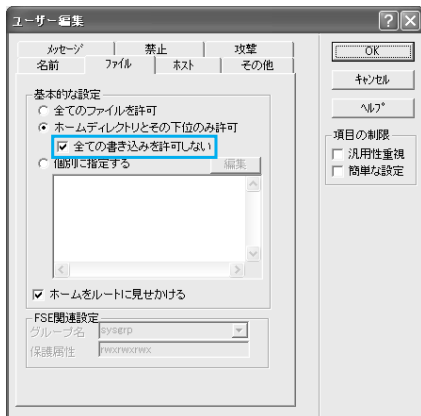 ユーザー編集
メッセージ 禁止 攻撃
名前 ファイル ホスト その他
基本的な設定
全てのファイルを許可
ホームディレクトリとその下位のみ許可
全ての書き込みを許可しない
個別に指定する 編集
ホームをルートに見せかける
FSE関連設定
グループ名 sysgrp
保護属性 rwxrwxrwx
OK
キャンセル
ヘルプ
項目の制限
汎用性重視
簡単な設定